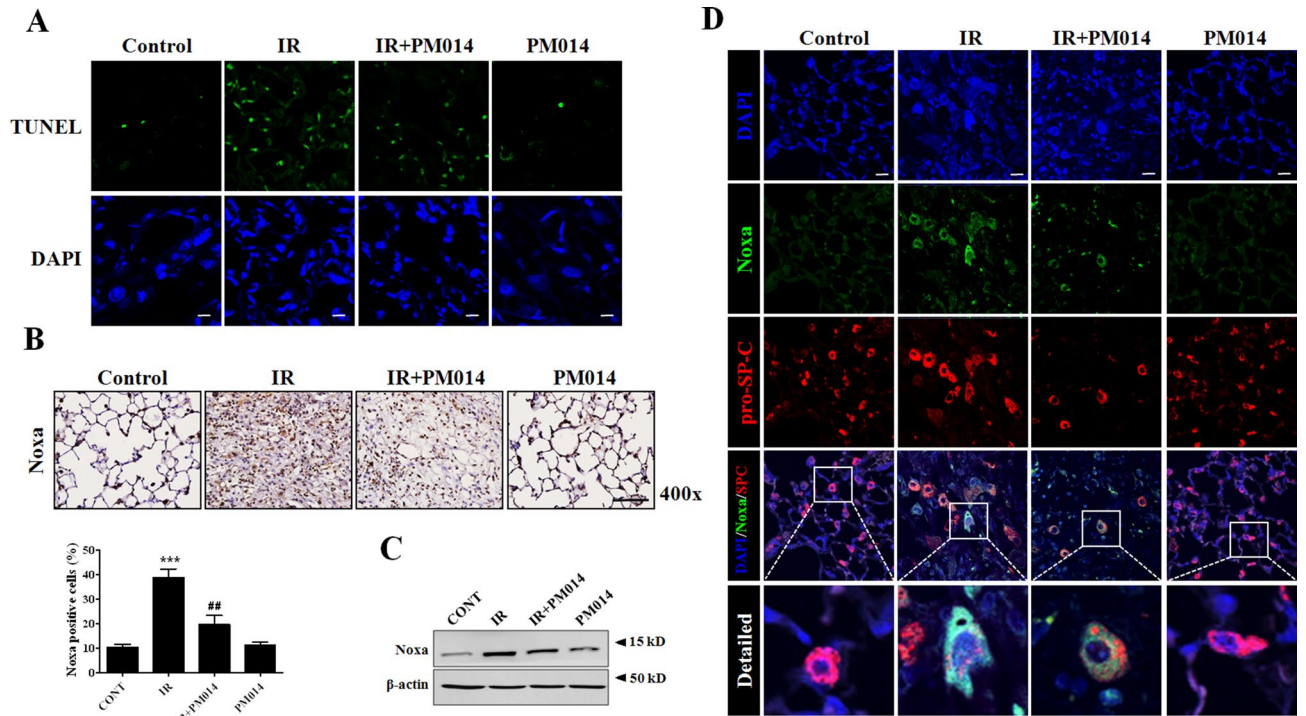 A
Control IR IR+PM014 PM014
TUNEL
DAPI
B
Control IR IR+PM014 PM014
Noxa
400x
Noxa positive cells (%)
50
40
30
20
10
0
***
##
CONT IR R+PM014 PM014
C
CONT IR IR+PM014 PM014
Noxa
15 kD
β-actin
50 kD
D
Control IR IR+PM014 PM014
DAPI
Noxa
pro-SP-C
DAPI/Noxa/SPC
Detailed